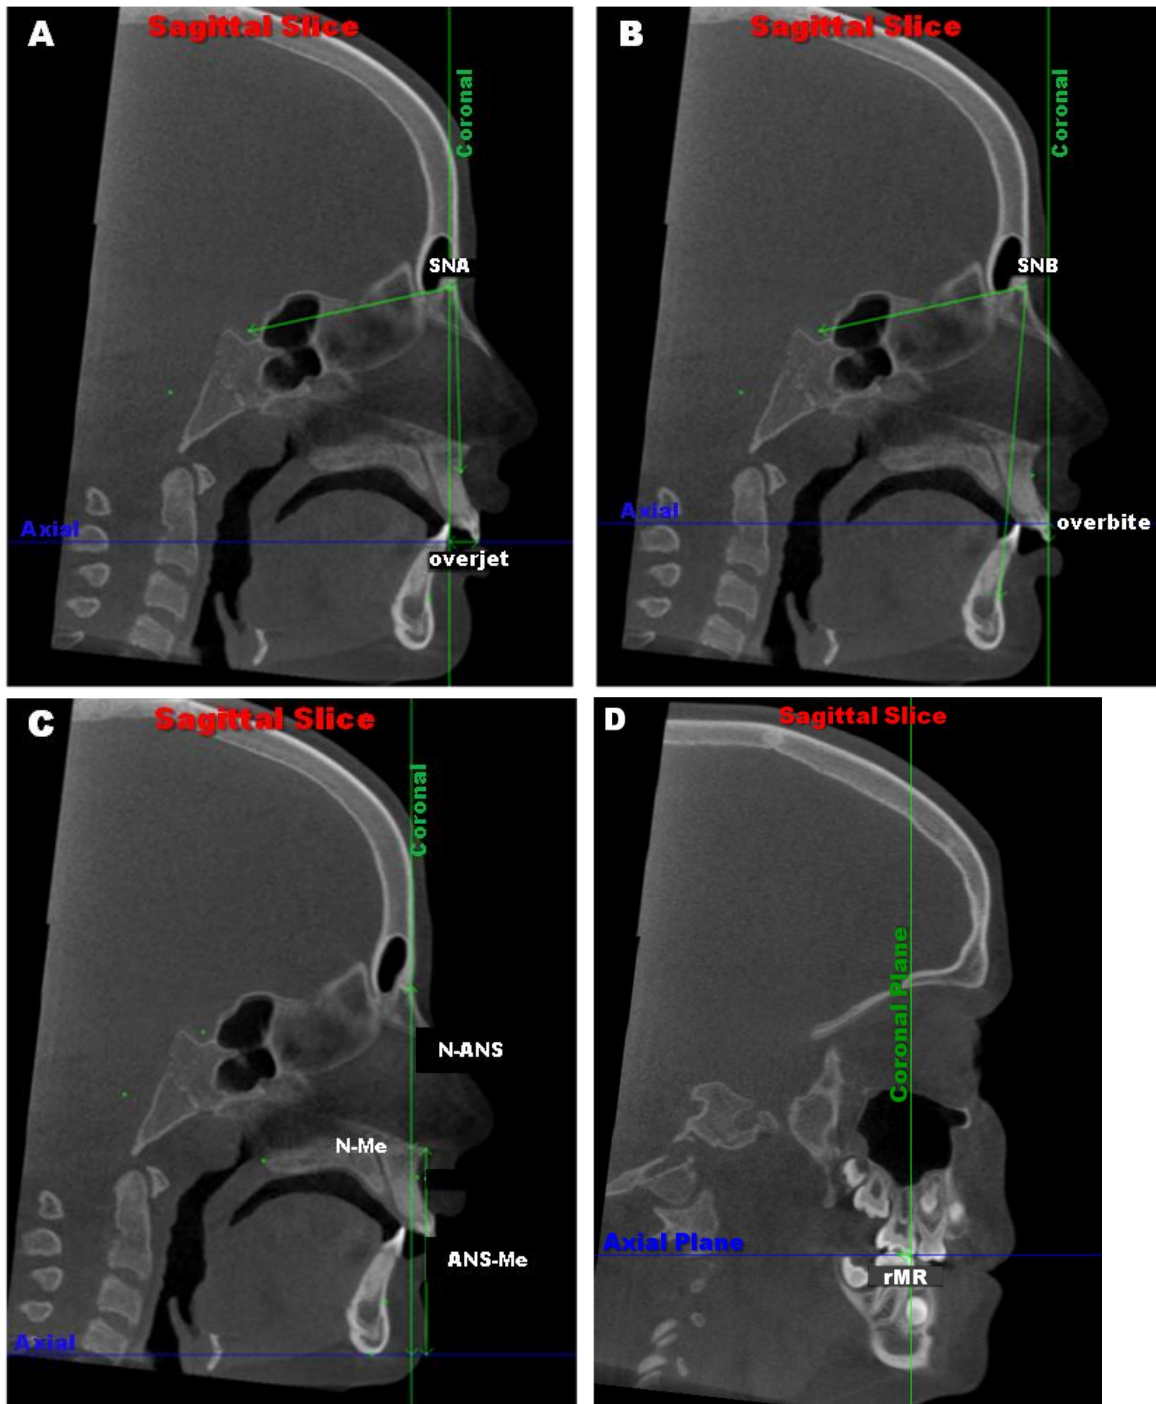 A
Sagittal Slice
Coronal
SNA
Axial
overjet
B
Sagittal Slice
Coronal
SNB
Axial
overbite
C
Sagittal Slice
Coronal
N-ANS
N-Me
ANS-Me
Axial
D
Sagittal Slice
Coronal Plane
Axial Plane
rMR